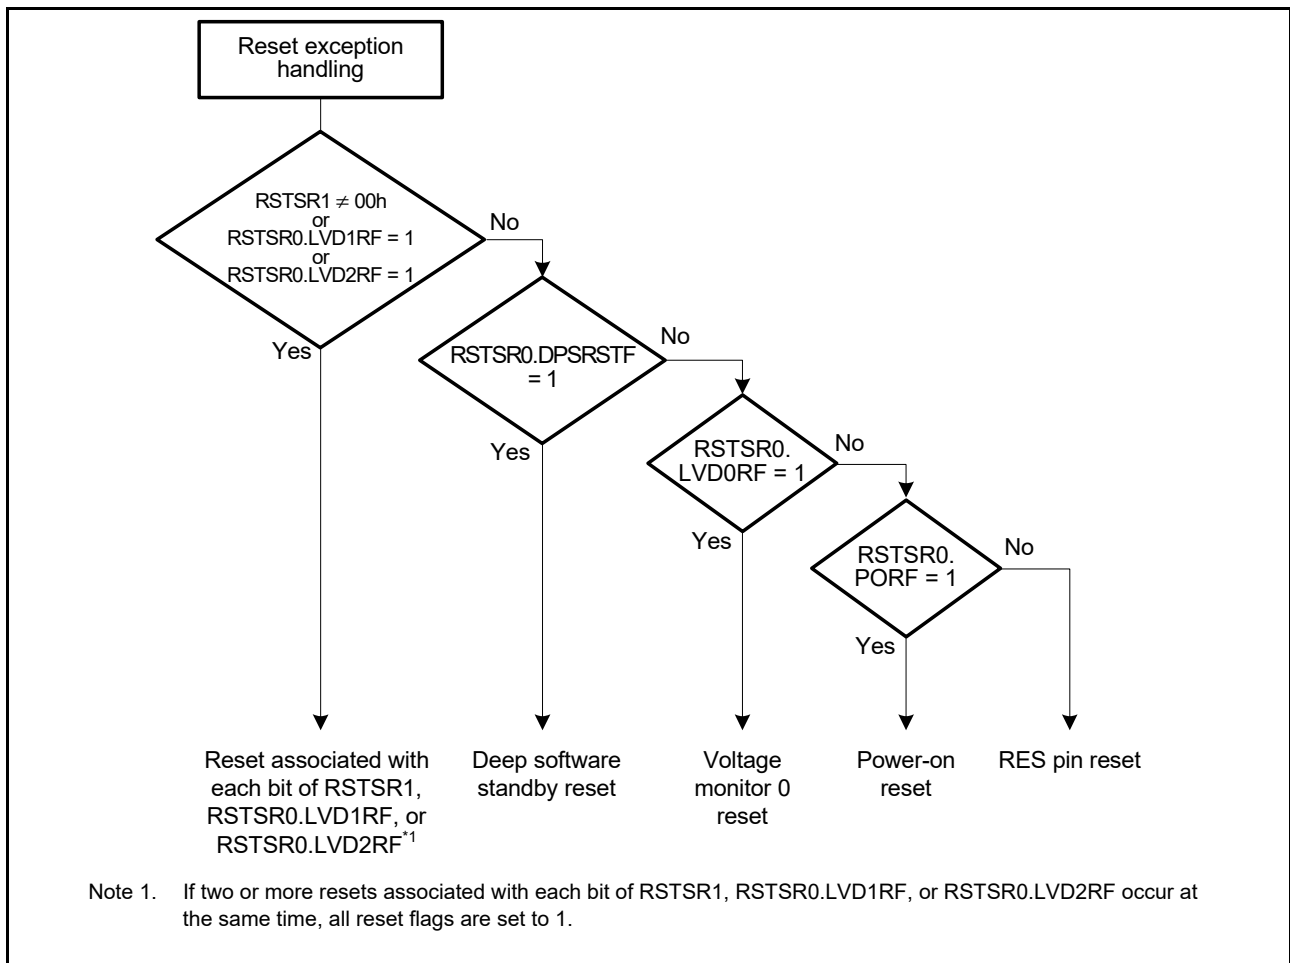 Reset exception
handling
RSTSR1 ≠ 00h
or
RSTSR0.LVD1RF = 1
or
RSTSR0.LVD2RF = 1
No
Yes
RSTSR0.DPSRSTF
= 1
No
Yes
RSTSR0.
LVD0RF = 1
No
Yes
RSTSR0.
PORF = 1
No
Yes
Reset associated with
each bit of RSTSR1,
RSTSR0.LVD1RF, or
RSTSR0.LVD2RF*1
Deep software
standby reset
Voltage
monitor 0
reset
Power-on
reset
RES pin reset
Note 1. If two or more resets associated with each bit of RSTSR1, RSTSR0.LVD1RF, or RSTSR0.LVD2RF occur at
the same time, all reset flags are set to 1.